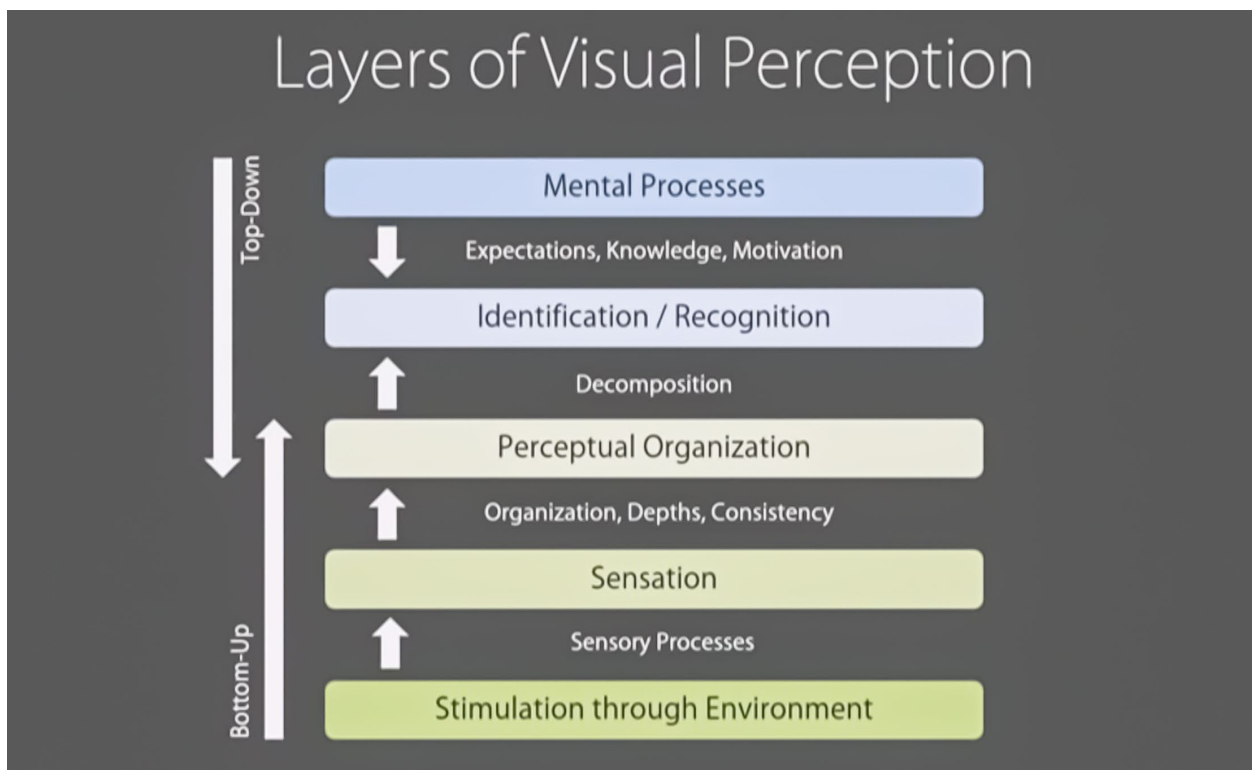 Layers of Visual Perception
Top-Down
Mental Processes
Expectations, Knowledge, Motivation
Identification / Recognition
Decomposition
Perceptual Organization
Organization, Depths, Consistency
Sensation
Sensory Processes
Bottom-Up
Stimulation through Environment